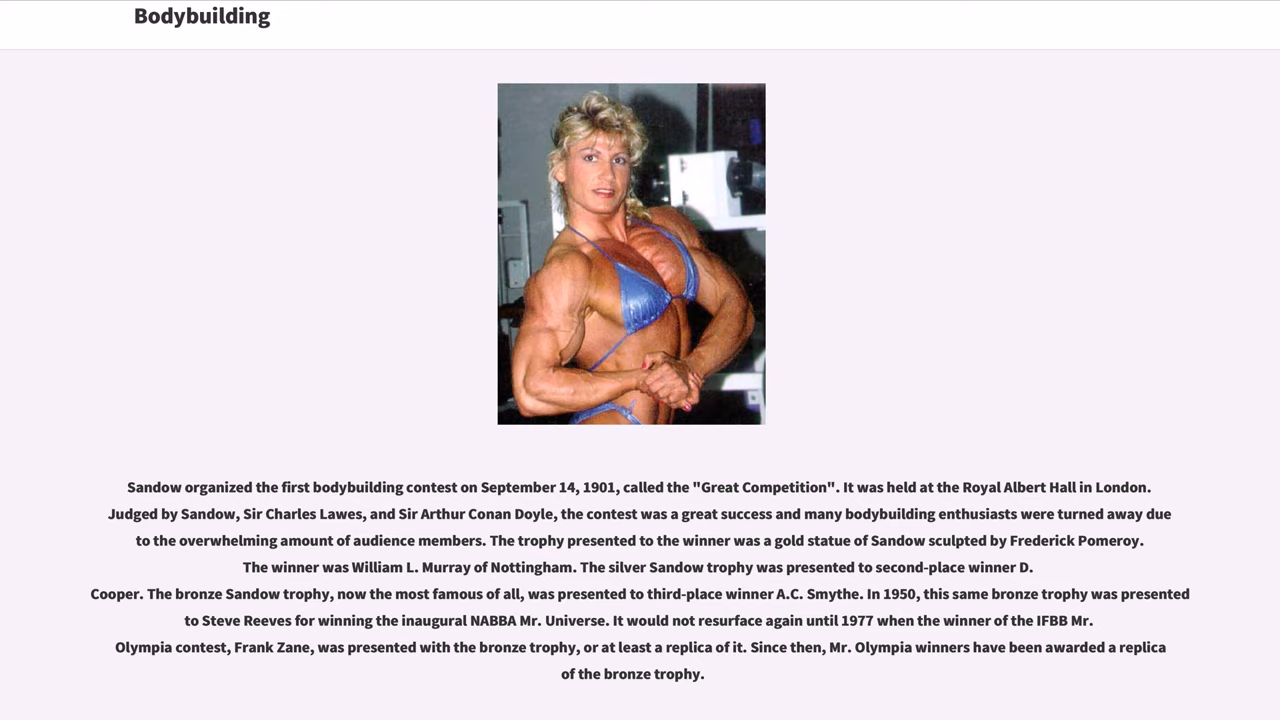 Bodybuilding
Sandow organized the first bodybuilding contest on September 14, 1901, called the "Great Competition". It was held at the Royal Albert Hall in London.
Judged by Sandow, Sir Charles Lawes, and Sir Arthur Conan Doyle, the contest was a great success and many bodybuilding enthusiasts were turned away due
to the overwhelming amount of audience members. The trophy presented to the winner was a gold statue of Sandow sculpted by Frederick Pomeroy.
The winner was William L. Murray of Nottingham. The silver Sandow trophy was presented to second-place winner D.
Cooper. The bronze Sandow trophy, now the most famous of all, was presented to third-place winner A.C. Smythe. In 1950, this same bronze trophy was presented
to Steve Reeves for winning the inaugural NABBA Mr. Universe. It would not resurface again until 1977 when the winner of the IFBB Mr.
Olympia contest, Frank Zane, was presented with the bronze trophy, or at least a replica of it. Since then, Mr. Olympia winners have been awarded a replica
of the bronze trophy.